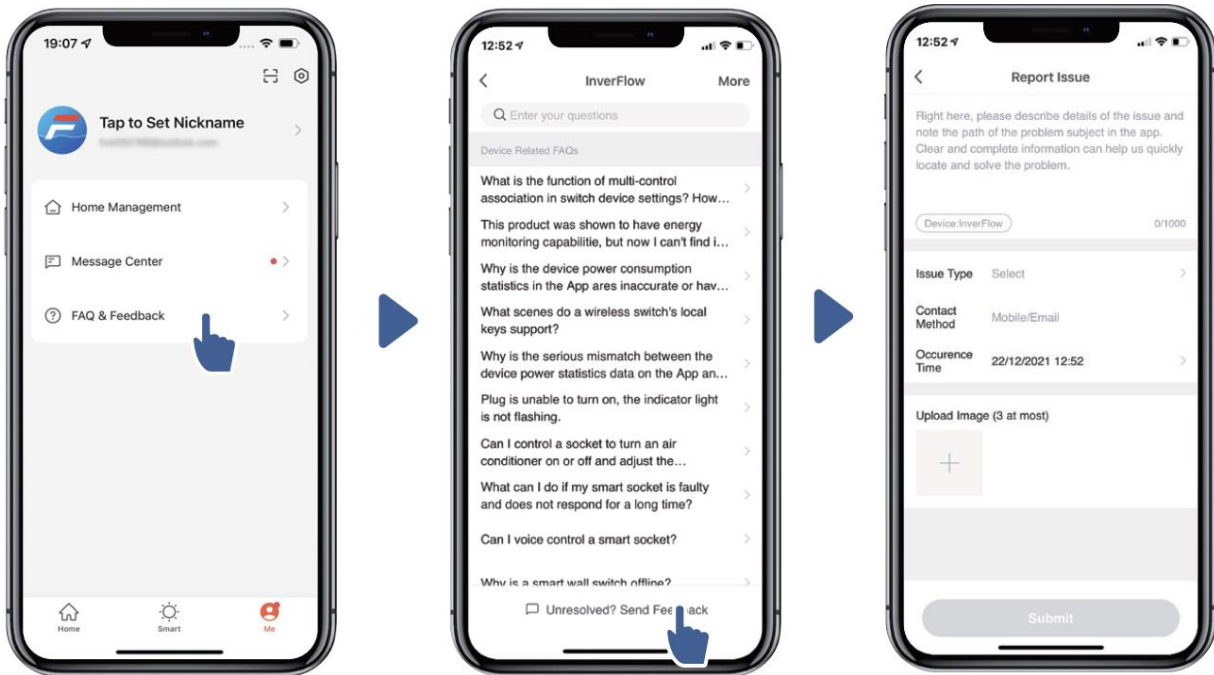 19:07
Tap to Set Nickname
Home Management
Message Center
FAQ & Feedback
Home
Smart
Me
12:52
InverFlow
More
Enter your questions
Device Related FAQs
What is the function of multi-control
association in switch device settings? How...
This product was shown to have energy
monitoring capabilitie, but now I can't find i...
Why is the device power consumption
statistics in the App ares inaccurate or hav...
What scenes do a wireless switch's local
keys support?
Why is the serious mismatch between the
device power statistics data on the App an...
Plug is unable to turn on, the indicator light
is not flashing.
Can I control a socket to turn an air
conditioner on or off and adjust the...
What can I do if my smart socket is faulty
and does not respond for a long time?
Can I voice control a smart socket?
Why is a smart wall switch offline?
Unresolved? Send Feedback
12:52
Report Issue
Right here, please describe details of the issue and
note the path of the problem subject in the app.
Clear and complete information can help us quickly
locate and solve the problem.
Device:InverFlow
0/1000
Issue Type
Select
Contact
Method
Mobile/Email
Occurence
Time
22/12/2021 12:52
Upload Image (3 at most)
Submit